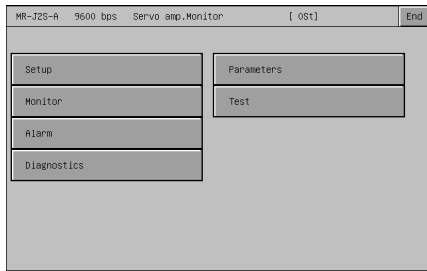 MR-J2S-A 9600 bps Servo amp.Monitor [ 0St] End
Setup
Monitor
Alarm
Diagnostics
Parameters
Test